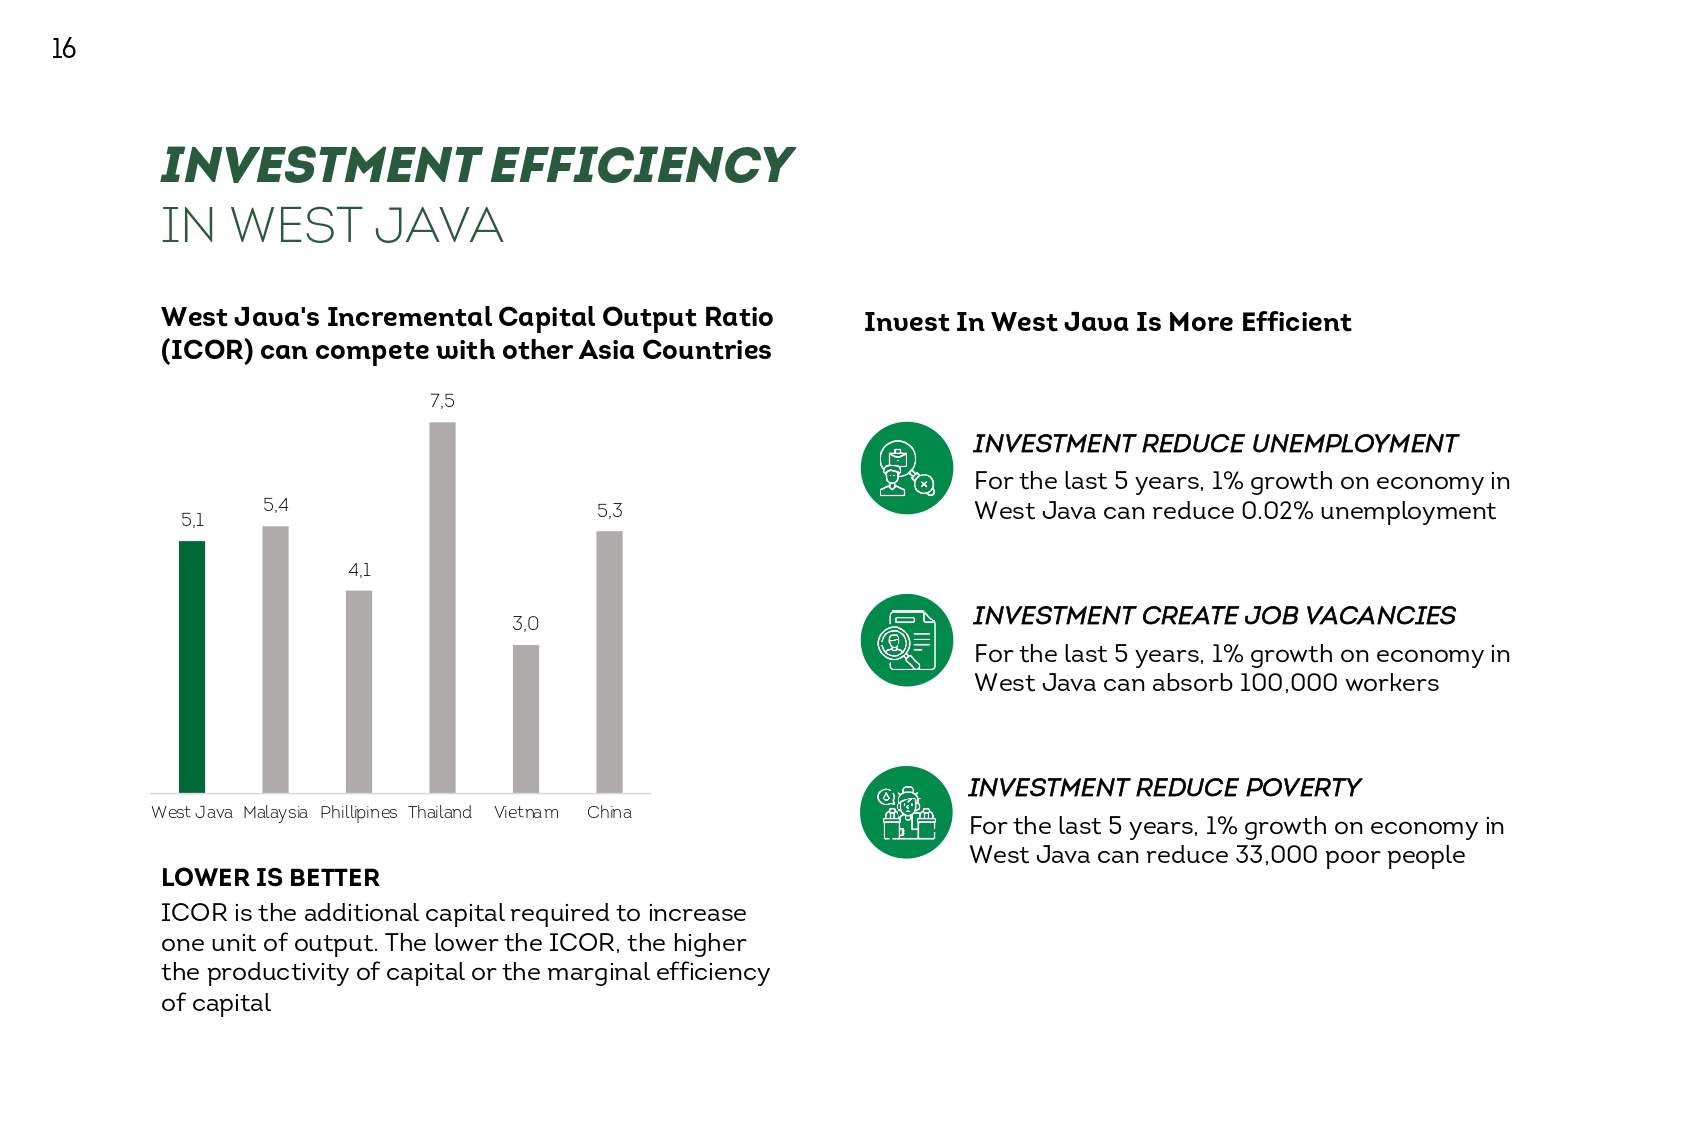 16
INVESTMENT EFFICIENCY
IN WEST JAVA
West Java's Incremental Capital Output Ratio
(ICOR) can compete with other Asia Countries
7,5
5,4
5,3
5,1
4,1
3,0
West Java Malaysia Phillipines Thailand Vietnam China
LOWER IS BETTER
ICOR is the additional capital required to increase
one unit of output. The lower the ICOR, the higher
the productivity of capital or the marginal efficiency
of capital
Invest In West Java Is More Efficient
INVESTMENT REDUCE UNEMPLOYMENT
For the last 5 years, 1% growth on economy in
West Java can reduce 0.02% unemployment
INVESTMENT CREATE JOB VACANCIES
For the last 5 years, 1% growth on economy in
West Java can absorb 100,000 workers
INVESTMENT REDUCE POVERTY
For the last 5 years, 1% growth on economy in
West Java can reduce 33,000 poor people